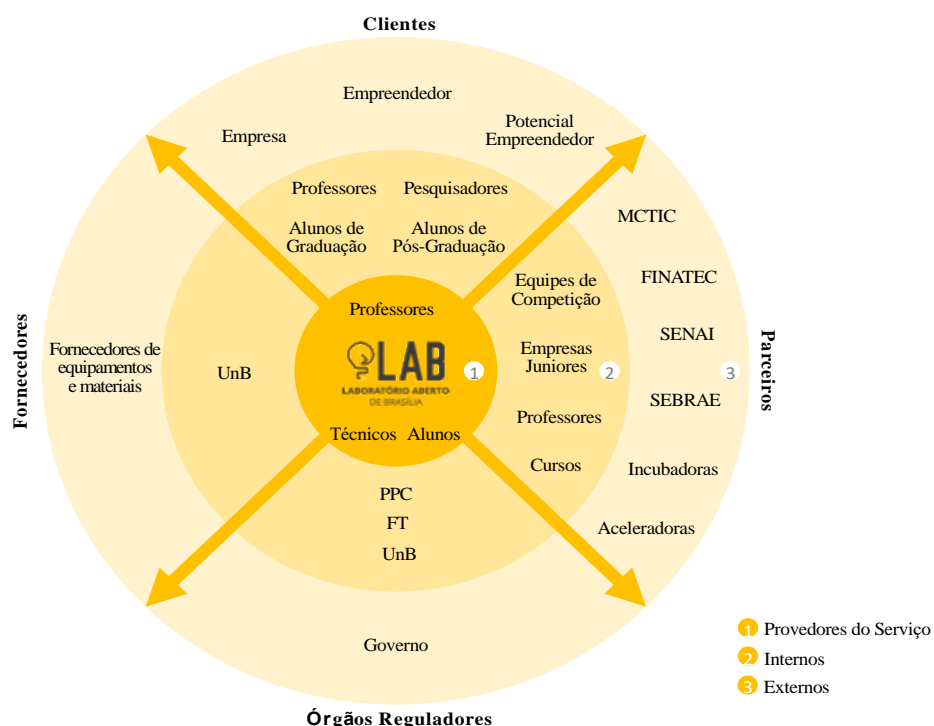 Clientes
Empreendedor
Empresa
Potencial
Empreendedor
Professores
Pesquisadores
Alunos de
Graduação
Alunos de
Pós-Graduação
MCTIC
FINATEC
SENAI
SEBRAE
Incubadoras
Aceleradoras
Equipes de
Competição
Empresas
Juniores
Professores
Cursos
Parceiros
Professores
LAB
LABORATÓRIO ABERTO
DE BRASÍLIA
Técnicos
Alunos
1
2
3
Fornecedores
Fornecedores de
equipamentos
e materiais
UnB
PPC
FT
UnB
Governo
Órgãos Reguladores
1 Provedores do Serviço
2 Internos
3 Externos